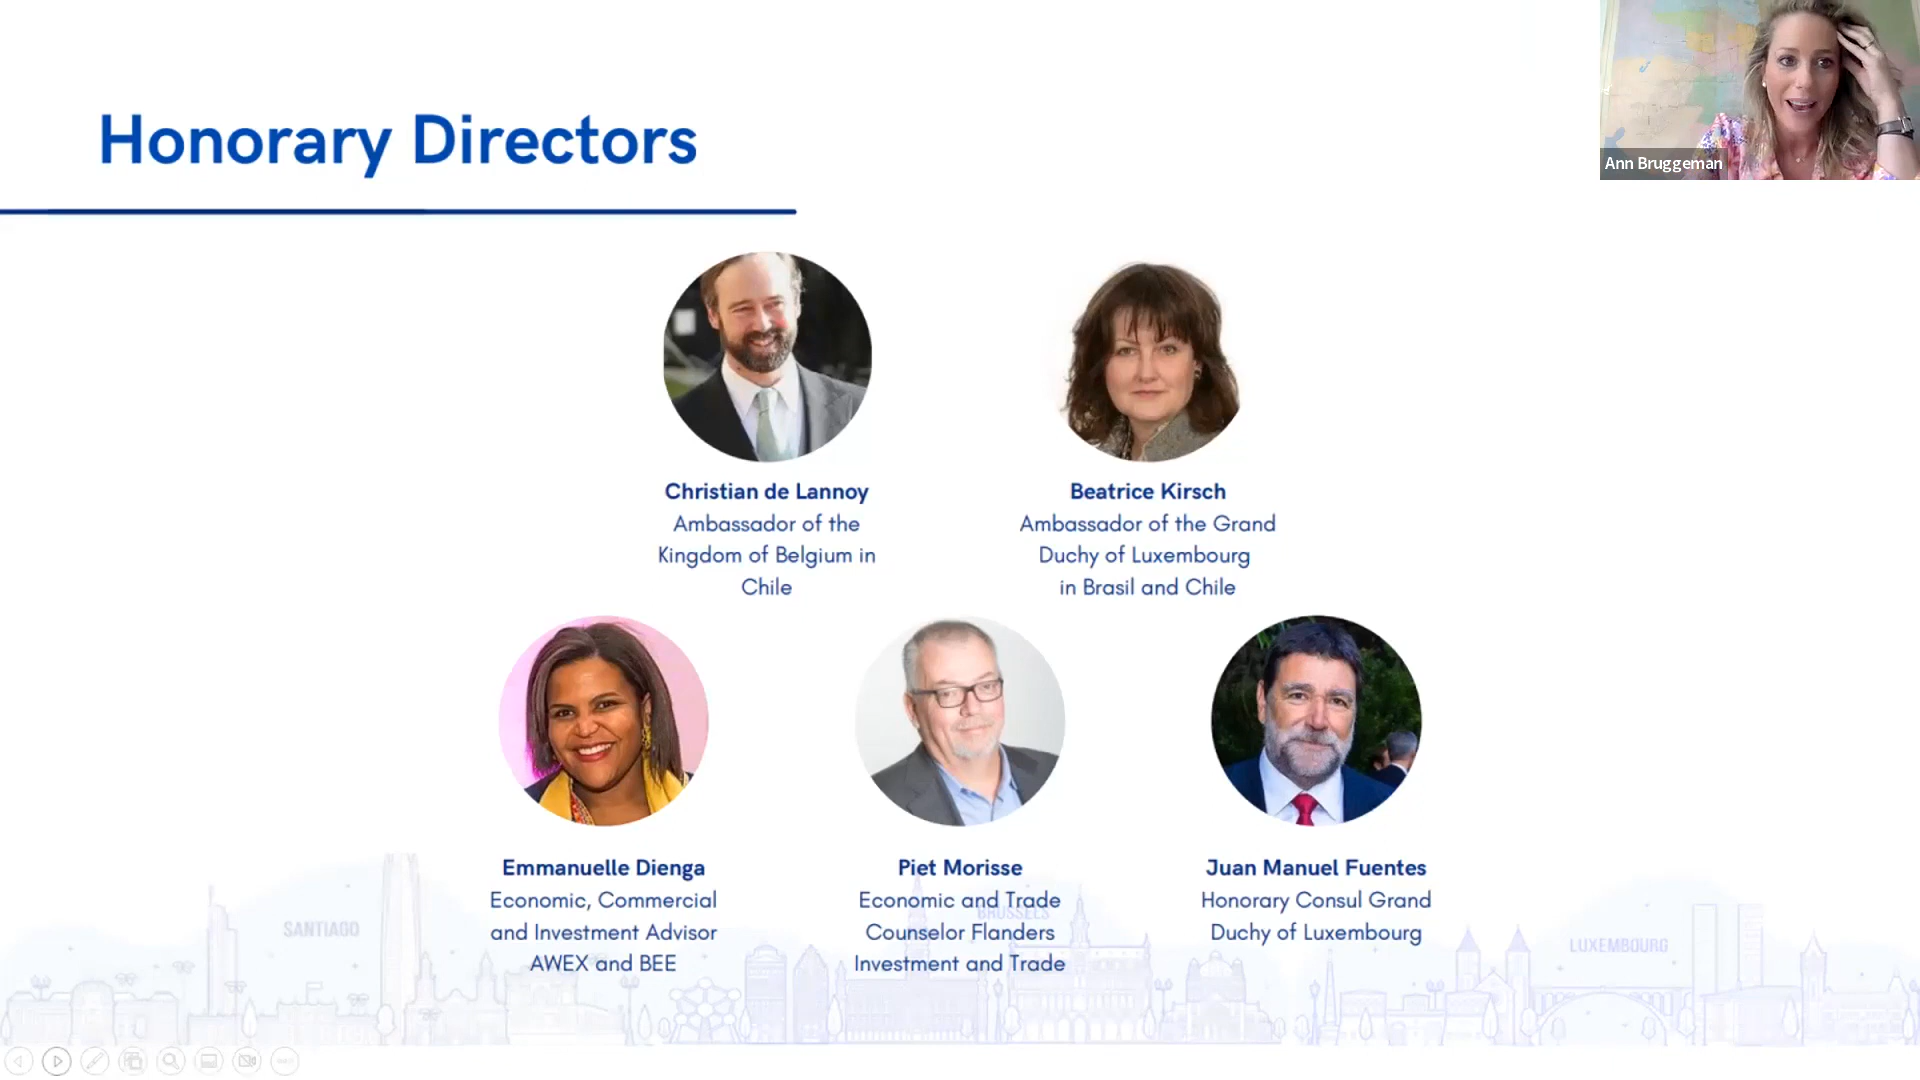 Honorary Directors
Ann Bruggeman
Christian de Lannoy
Ambassador of the
Kingdom of Belgium in
Chile
Beatrice Kirsch
Ambassador of the Grand
Duchy of Luxembourg
in Brasil and Chile
Emmanuelle Dienga
Economic, Commercial
and Investment Advisor
AWEX and BEE
Piet Morisse
Economic and Trade
Counselor Flanders
Investment and Trade
Juan Manuel Fuentes
Honorary Consul Grand
Duchy of Luxembourg
SANTIAGO
BRUSSELS
LUXEMBOURG